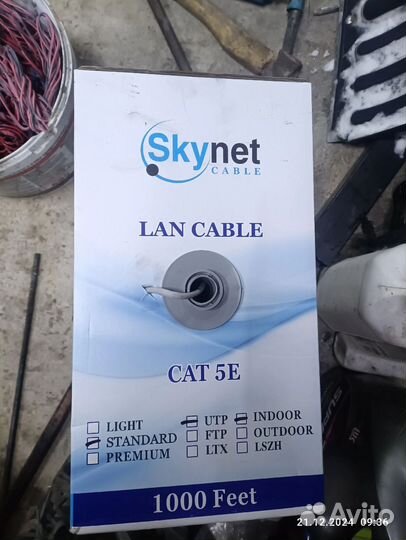 Skynet
CABLE
LAN CABLE
CAT 5E
LIGHT UTP INDOOR
STANDARD FTP OUTDOOR
PREMIUM LTX LSZH
1000 Feet
21.12.2024 09:36
Avito